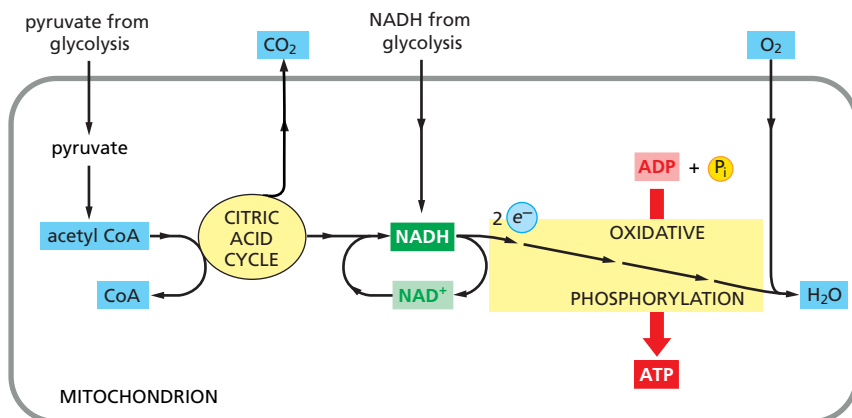 pyruvate from
glycolysis
CO₂
NADH from
glycolysis
O₂
pyruvate
ADP + Pᵢ
acetyl CoA
CITRIC
ACID
CYCLE
NADH
2 e⁻
OXIDATIVE
CoA
NAD⁺
PHOSPHORYLATION
H₂O
ATP
MITOCHONDRION